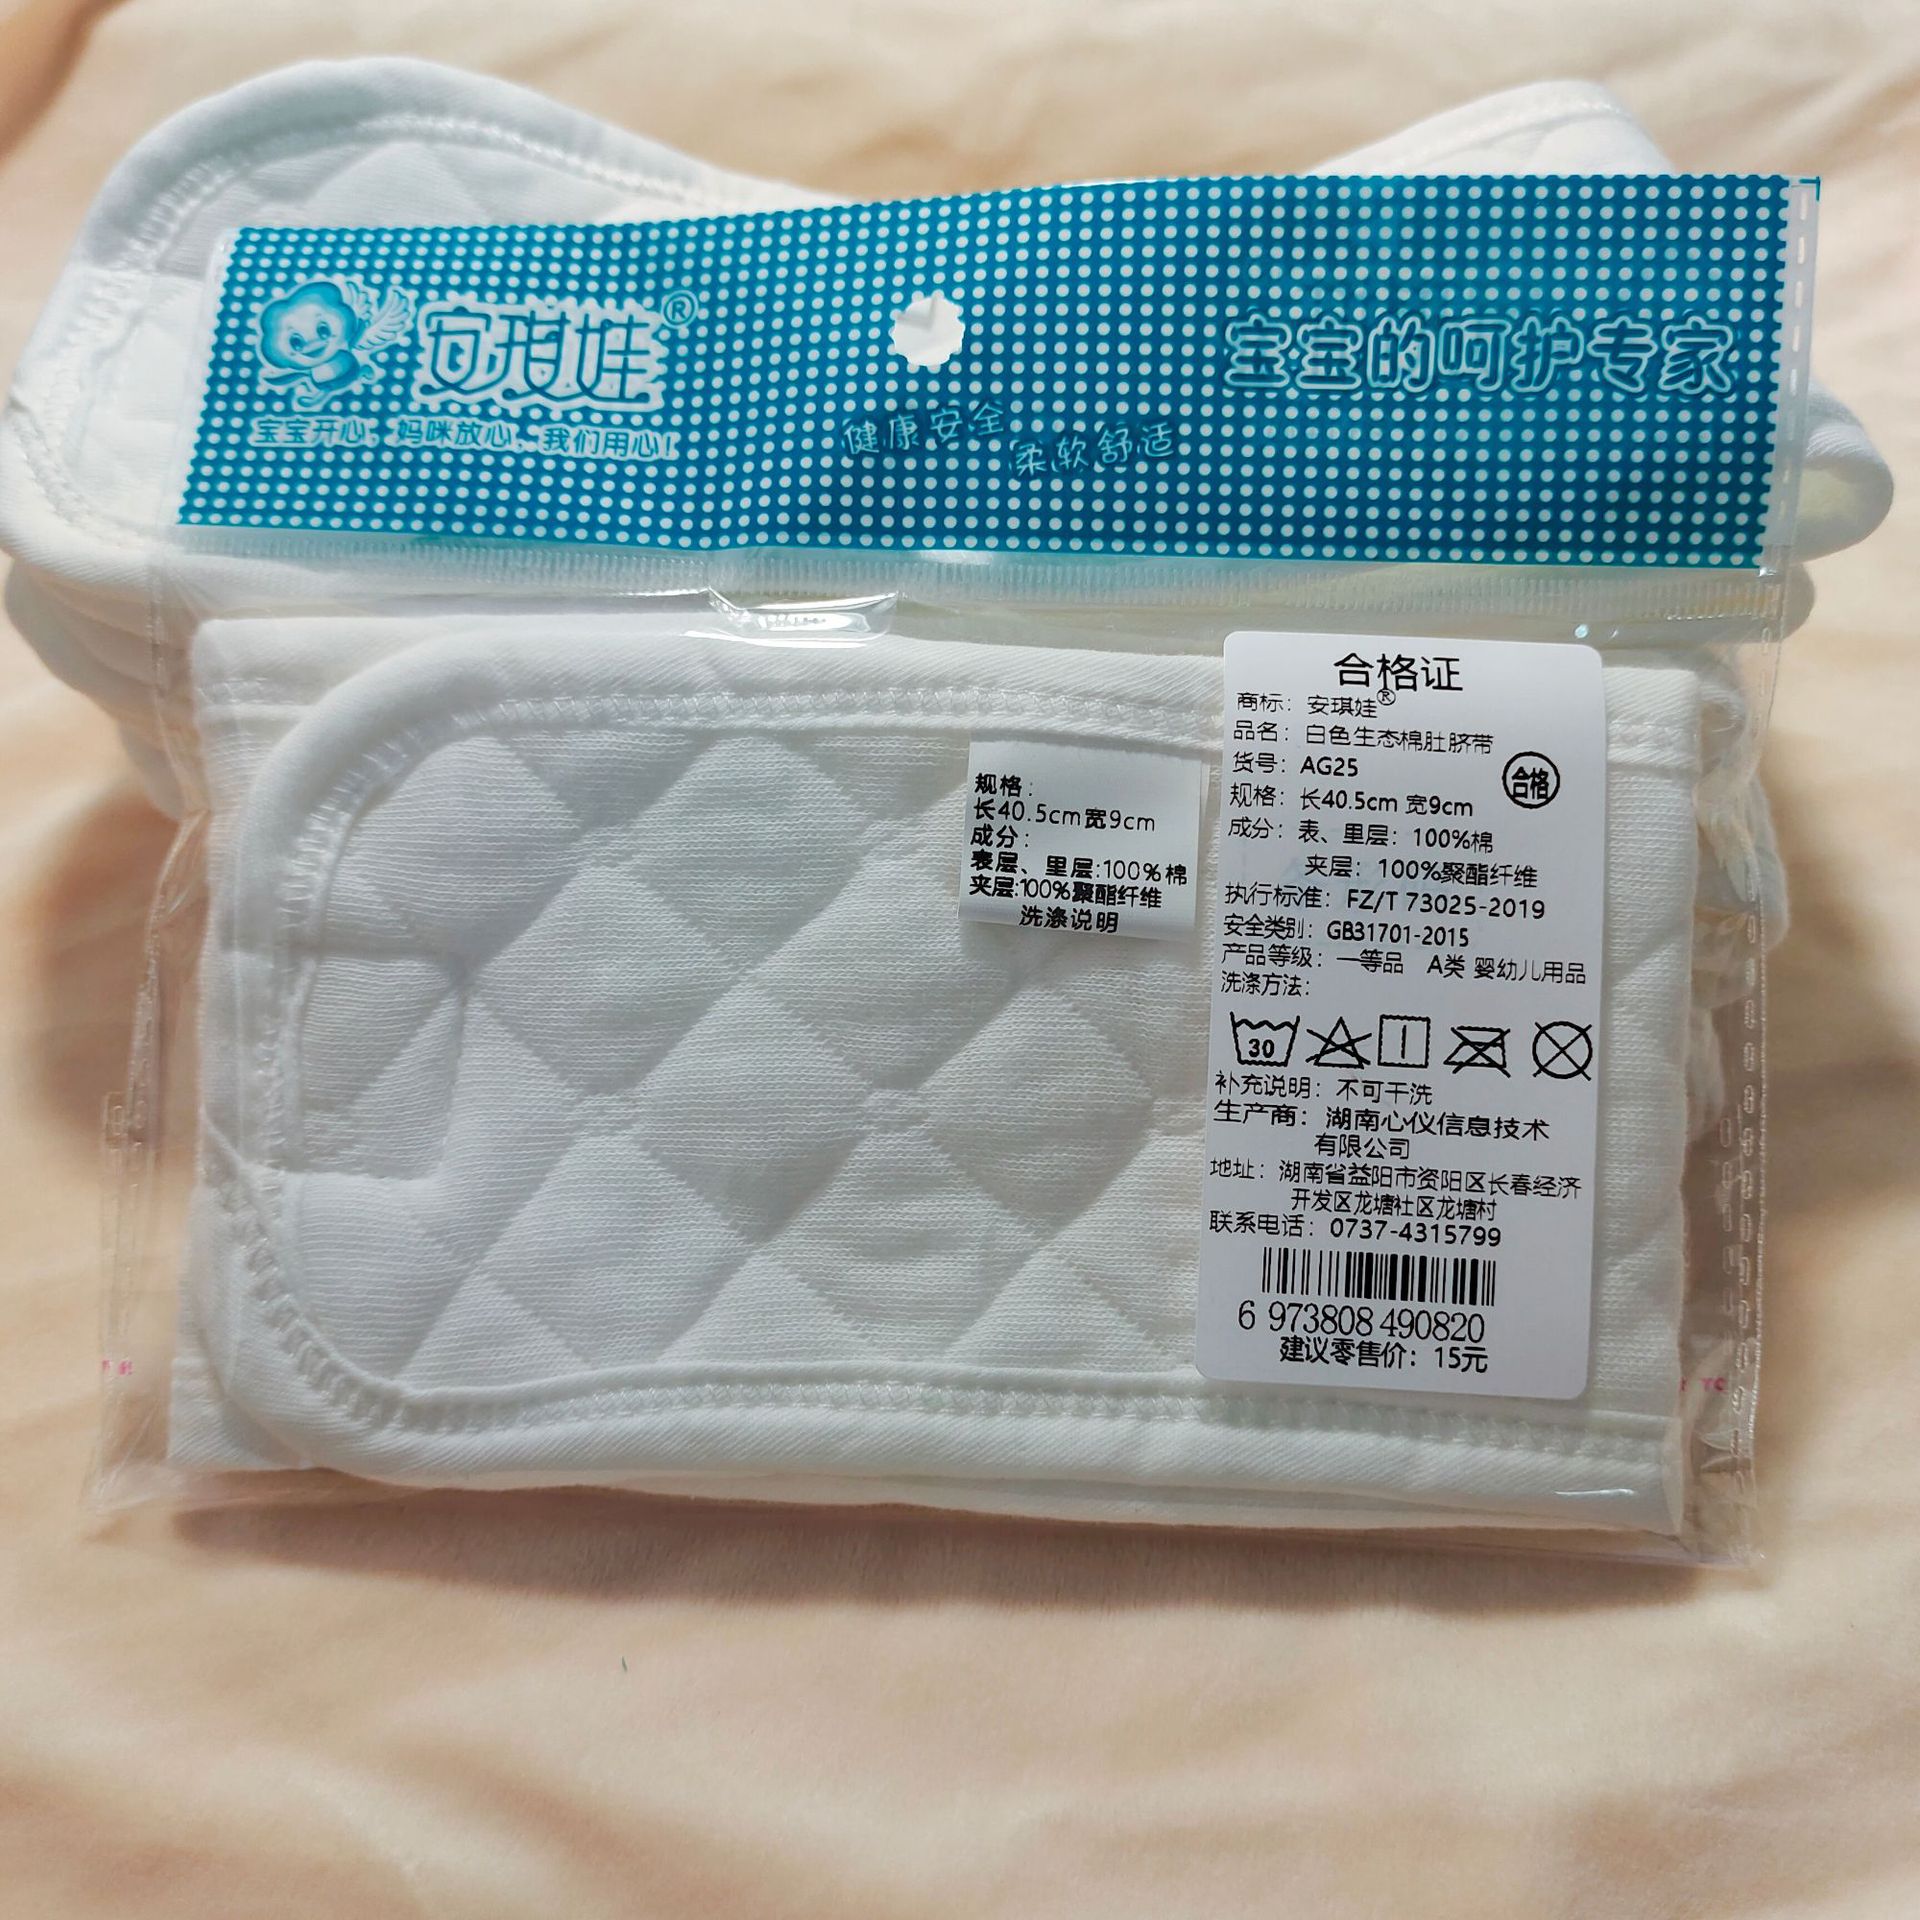 安琪娃®
宝宝开心，妈咪放心，我们用心！
健康安全
柔软舒适
宝宝的呵护专家
规格：
长40.5cm宽9cm
成分：
表层、里层:100%棉
夹层:100%聚酯纤维
洗涤说明
合格证
商标：安琪娃®
品名：白色生态棉肚脐带
货号：AG25
合格
规格：长40.5cm 宽9cm
成分：表、里层：100%棉
夹层：100%聚酯纤维
执行标准：FZ/T 73025-2019
安全类别：GB31701-2015
产品等级：一等品 A类 婴幼儿用品
洗涤方法：
30
补充说明：不可干洗
生产商：湖南心仪信息技术
有限公司
地址：湖南省益阳市资阳区长春经济
开发区龙塘社区龙塘村
联系电话：0737-4315799
6 973808 490820
建议零售价：15元